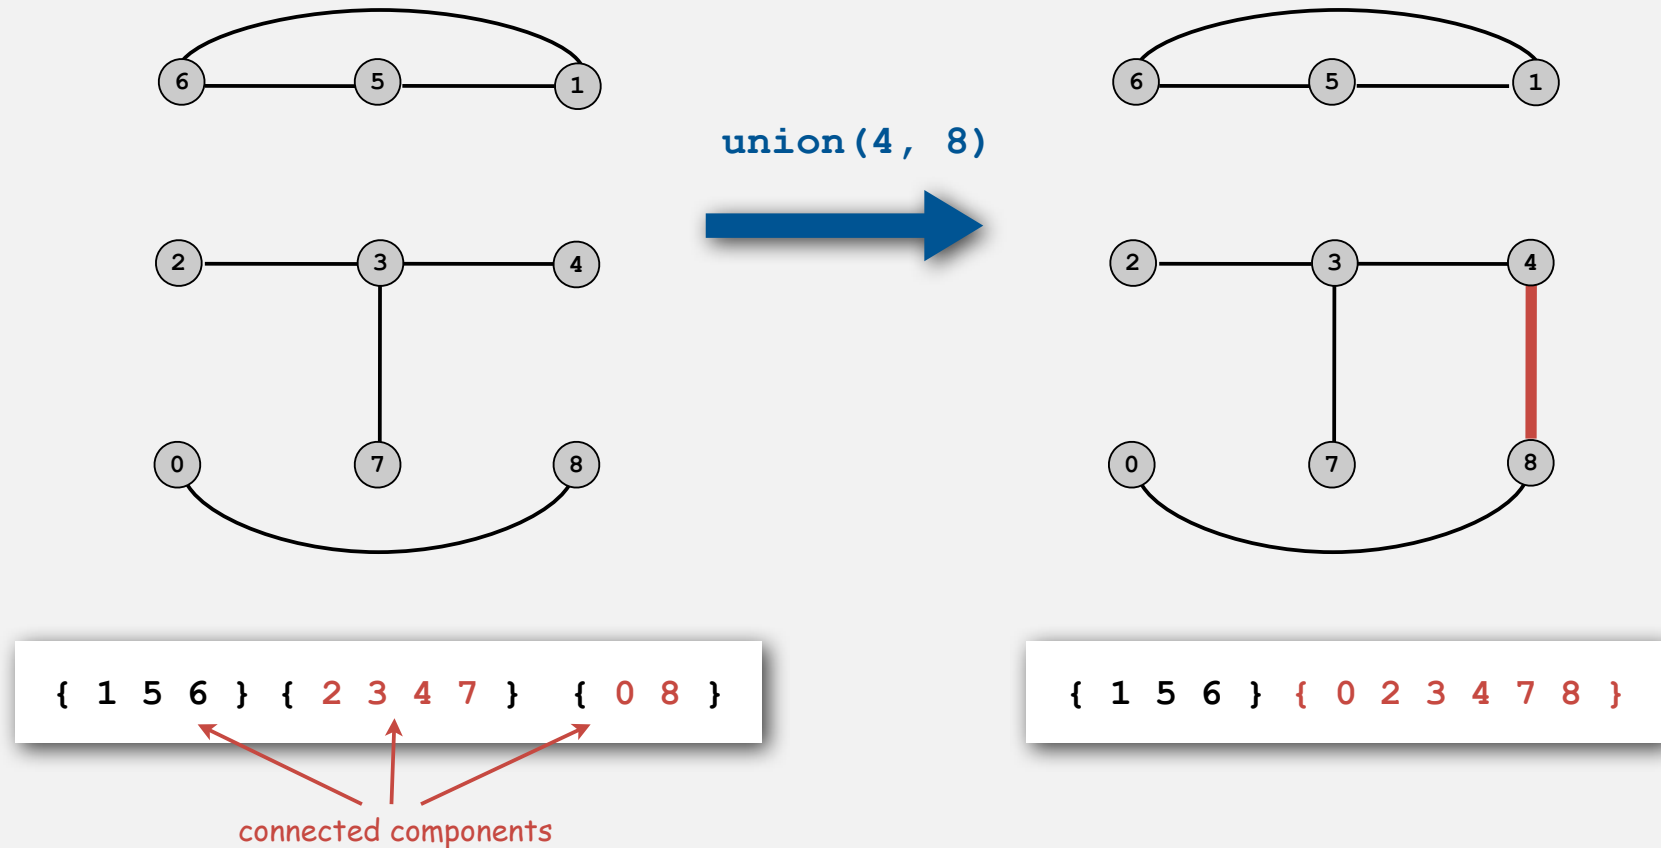 6 5 1
6 5 1
union(4, 8)
2 3 4
2 3 4
0 7 8
0 7 8
{ 1 5 6 } { 2 3 4 7 } { 0 8 }
{ 1 5 6 } { 0 2 3 4 7 8 }
connected components